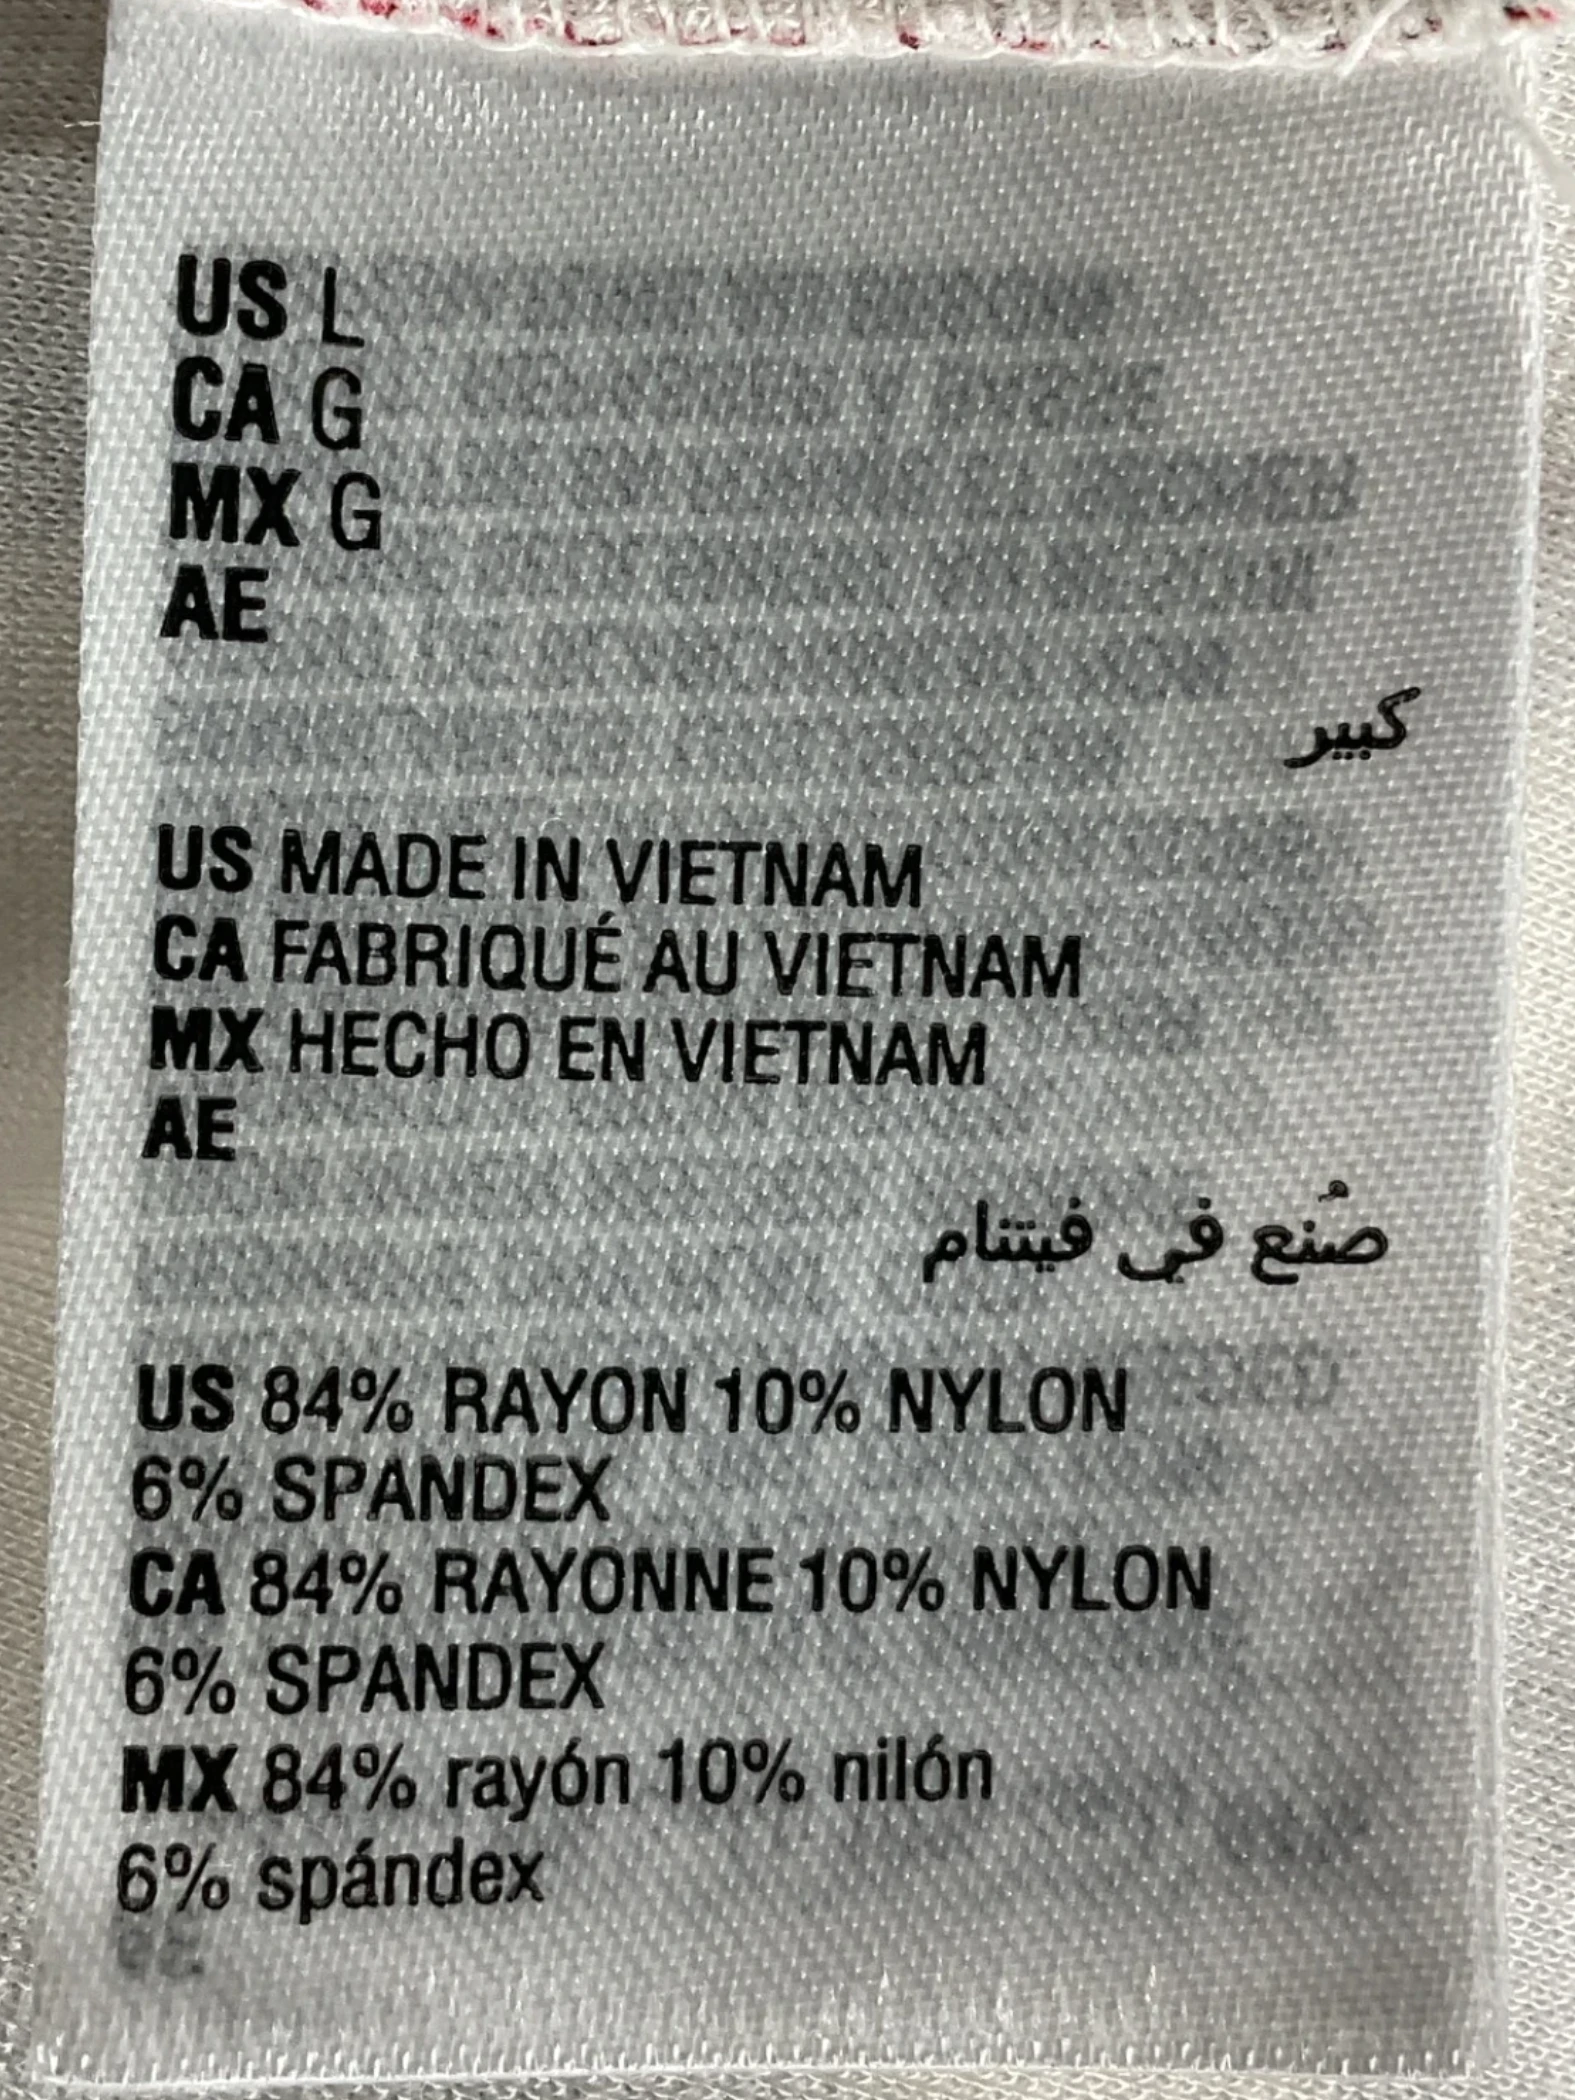 US L
CA G
MX G
AE
كبير
US MADE IN VIETNAM
CA FABRIQUÉ AU VIETNAM
MX HECHO EN VIETNAM
AE
صُنع في فيتنام
US 84% RAYON 10% NYLON
6% SPANDEX
CA 84% RAYONNE 10% NYLON
6% SPANDEX
MX 84% rayón 10% nilón
6% spándex